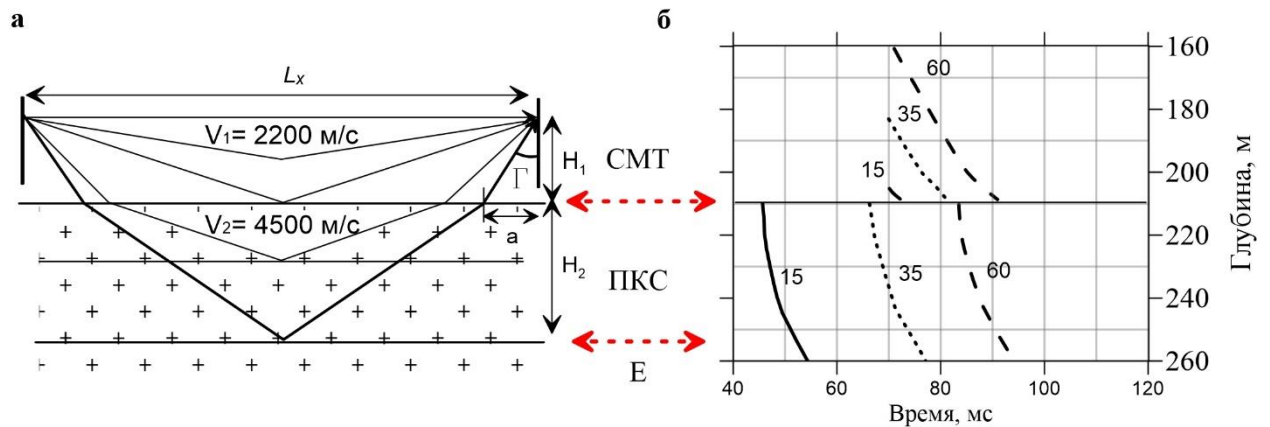 а
L_x
V₁= 2200 м/с
H₁
Г
СМТ
V₂= 4500 м/с
а
H₂
ПКС
Е
б
60
35
15
15
35
60
160
180
200
220
240
260
Глубина, м
40 60 80 100 120
Время, мс